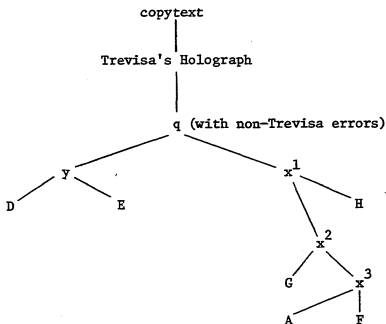 copytext
Trevisa's Holograph
q (with non-Trevisa errors)
y x¹
D E H
x²
G x³
A F